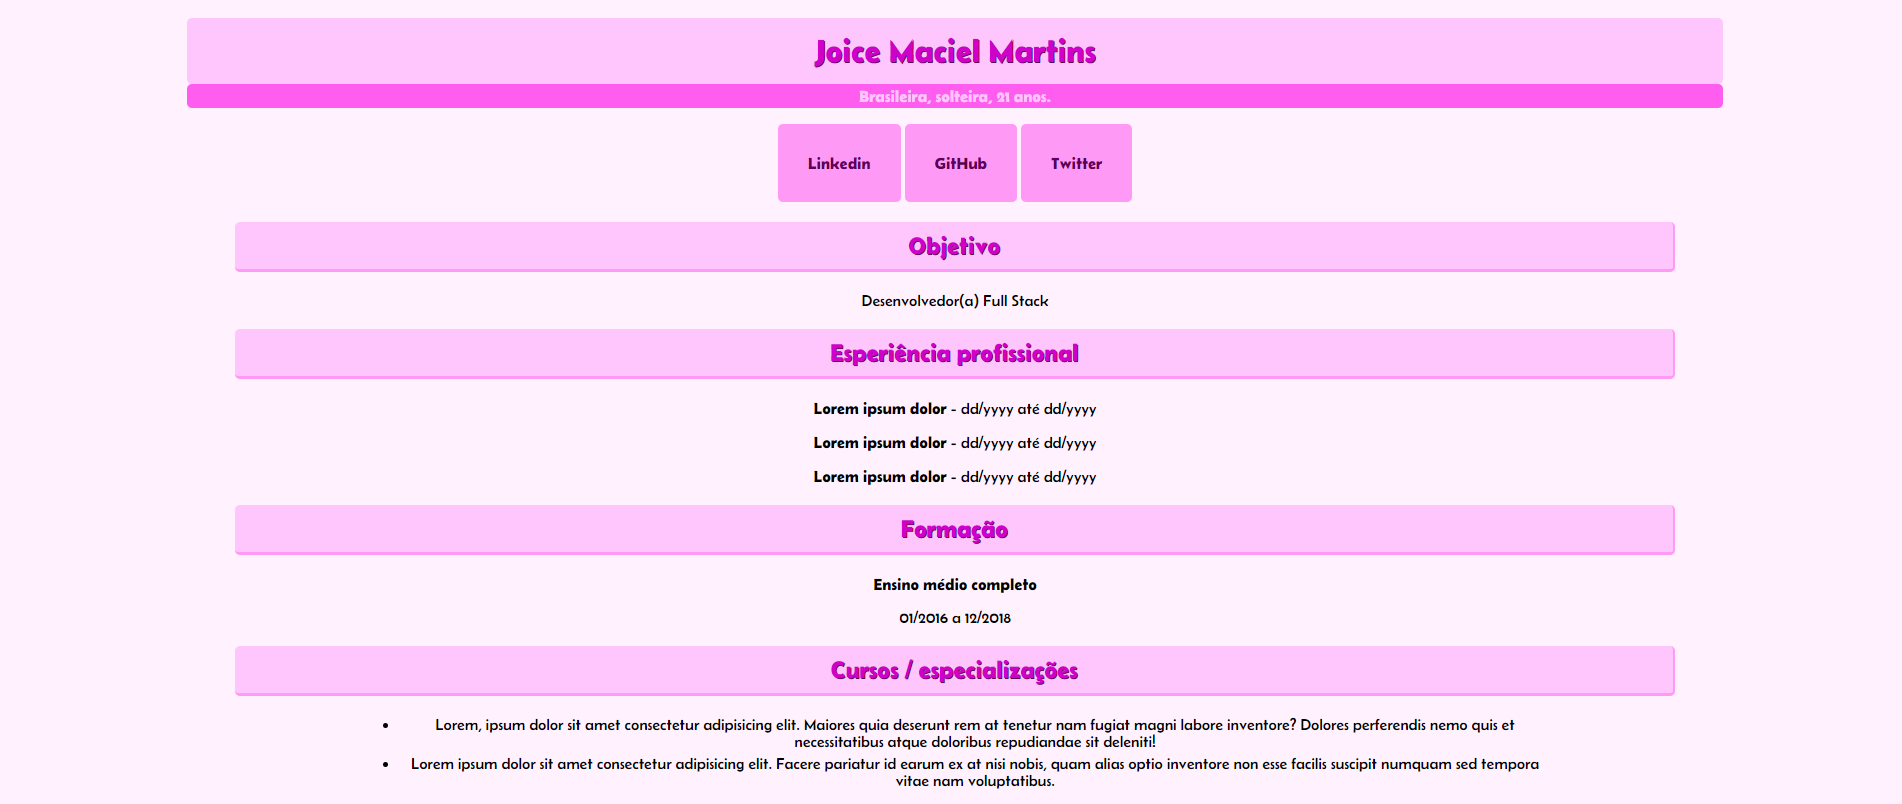 Joice Maciel Martins
Brasileira, solteira, 21 anos.
Linkedin GitHub Twitter
Objetivo
Desenvolvedor(a) Full Stack
Esperiência profissional
Lorem ipsum dolor - dd/yyyy até dd/yyyy
Lorem ipsum dolor - dd/yyyy até dd/yyyy
Lorem ipsum dolor - dd/yyyy até dd/yyyy
Formação
Ensino médio completo
01/2016 a 12/2018
Cursos / especializações
• Lorem, ipsum dolor sit amet consectetur adipisicing elit. Maiores quia deserunt rem at tenetur nam fugiat magni labore inventore? Dolores perferendis nemo quis et
necessitatibus atque doloribus repudiandae sit deleniti!
• Lorem ipsum dolor sit amet consectetur adipisicing elit. Facere pariatur id earum ex at nisi nobis, quam alias optio inventore non esse facilis suscipit numquam sed tempora
vitae nam voluptatibus.